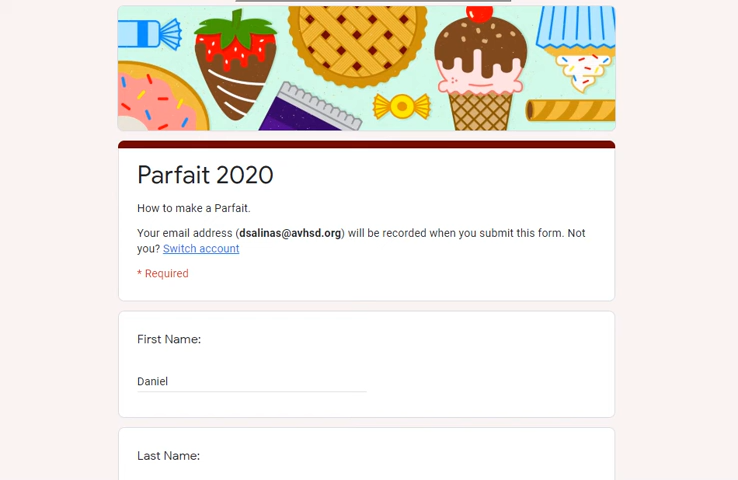 Parfait 2020
How to make a Parfait.
Your email address (dsalinas@avhsd.org) will be recorded when you submit this form. Not
you? Switch account
* Required
First Name:
Daniel
Last Name: